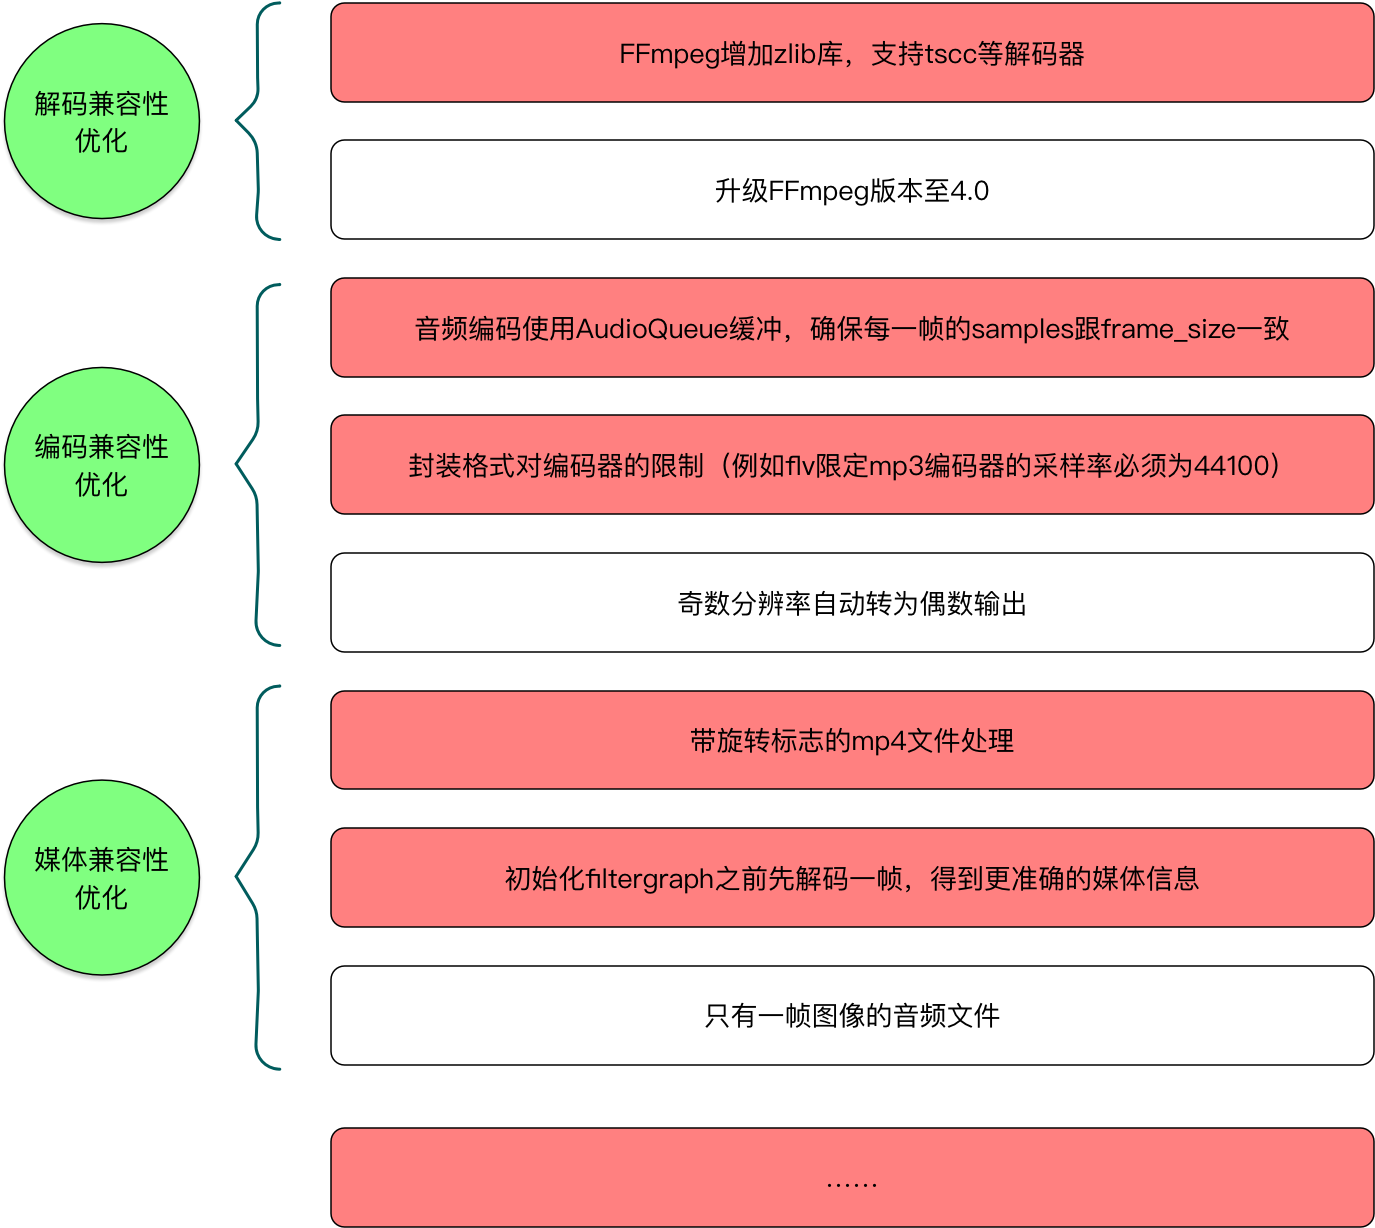 解码兼容性
优化
FFmpeg增加zlib库，支持tscc等解码器
升级FFmpeg版本至4.0
编码兼容性
优化
音频编码使用AudioQueue缓冲，确保每一帧的samples跟frame_size一致
封装格式对编码器的限制（例如flv限定mp3编码器的采样率必须为44100）
奇数分辨率自动转为偶数输出
媒体兼容性
优化
带旋转标志的mp4文件处理
初始化filtergraph之前先解码一帧，得到更准确的媒体信息
只有一帧图像的音频文件
……